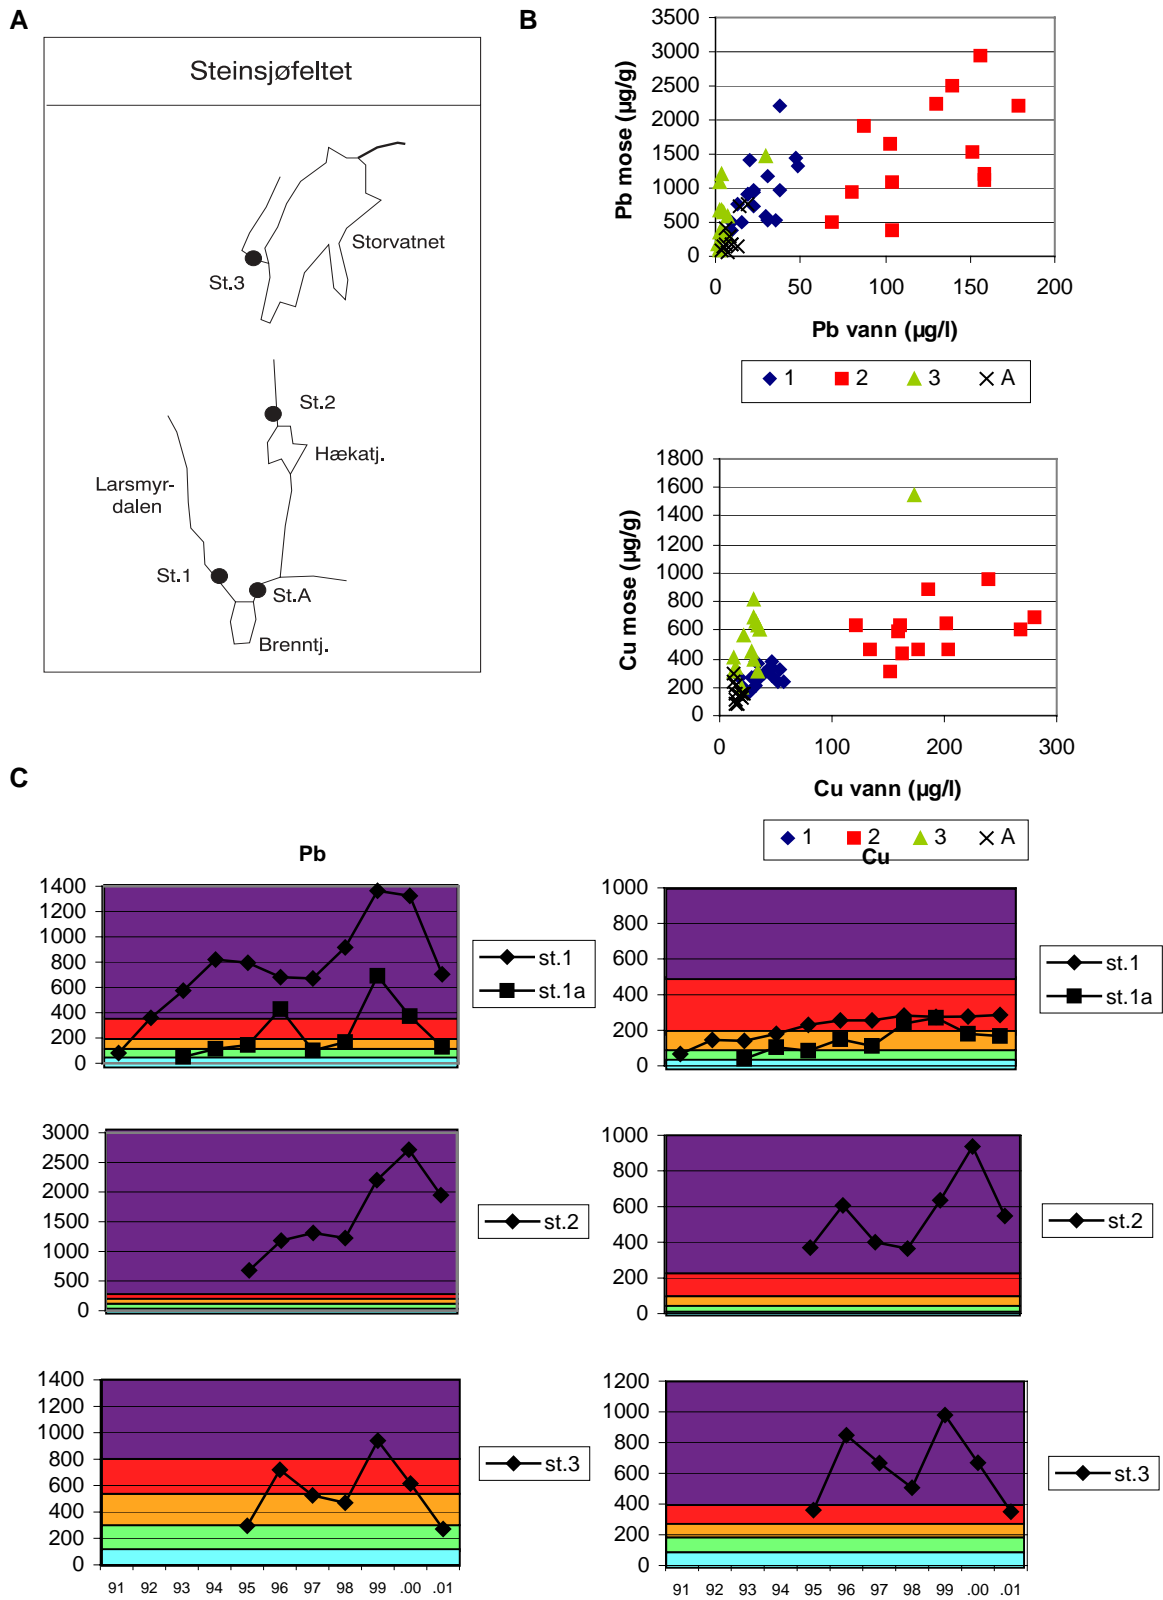 A
Steinsjøfeltet
Storvatnet
St.3
St.2
Hækatj.
Larsmyr-
dalen
St.1
St.A
Brenntj.
B
Pb mose (µg/g)
3500
3000
2500
2000
1500
1000
500
0
0 50 100 150 200
Pb vann (µg/l)
1 2 3 A
Cu mose (µg/g)
1800
1600
1400
1200
1000
800
600
400
200
0
0 100 200 300
Cu vann (µg/l)
1 2 3 A
C
Pb
1400
1200
1000
800
600
400
200
0
st.1
st.1a
Cu
1000
800
600
400
200
0
st.1
st.1a
3000
2500
2000
1500
1000
500
0
st.2
1000
800
600
400
200
0
st.2
1400
1200
1000
800
600
400
200
0
91 92 93 94 95 96 97 98 99 .00 .01
st.3
1200
1000
800
600
400
200
0
91 92 93 94 95 96 97 98 99 .00 .01
st.3